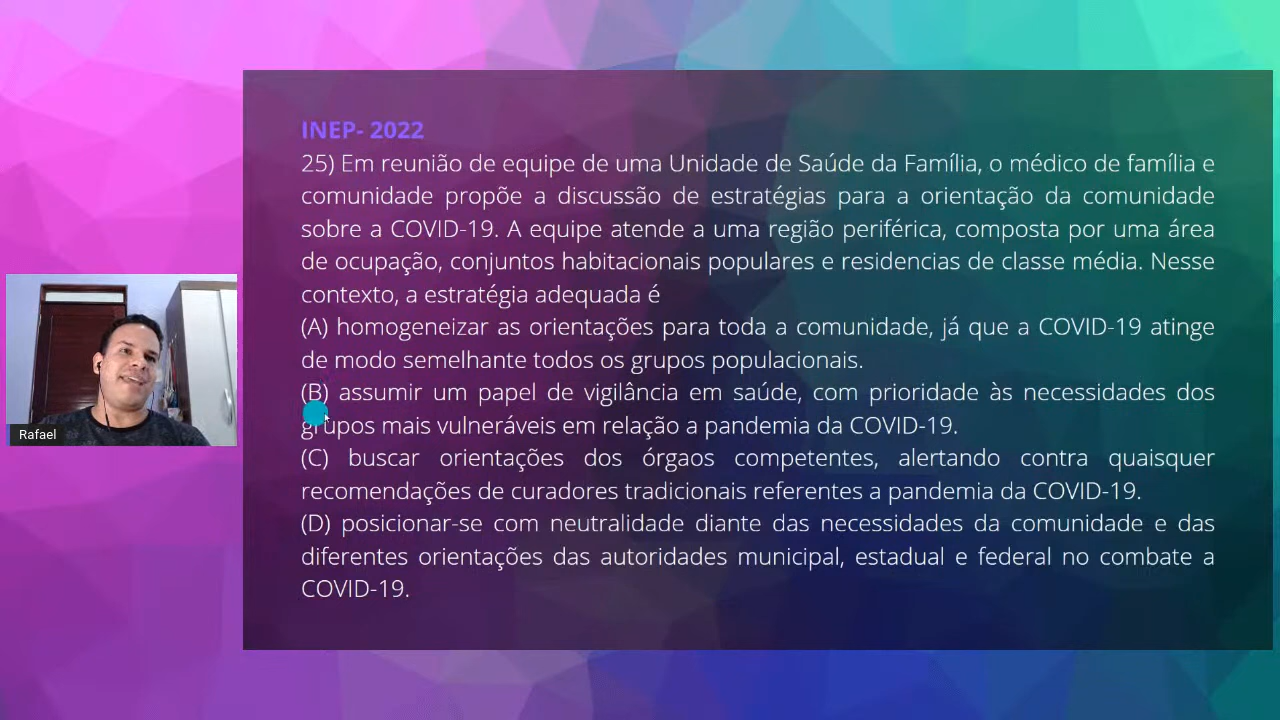 INEP- 2022
25) Em reunião de equipe de uma Unidade de Saúde da Família, o médico de família e
comunidade propõe a discussão de estratégias para a orientação da comunidade
sobre a COVID-19. A equipe atende a uma região periférica, composta por uma área
de ocupação, conjuntos habitacionais populares e residencias de classe média. Nesse
contexto, a estratégia adequada é
(A) homogeneizar as orientações para toda a comunidade, já que a COVID-19 atinge
de modo semelhante todos os grupos populacionais.
(B) assumir um papel de vigilância em saúde, com prioridade às necessidades dos
grupos mais vulneráveis em relação a pandemia da COVID-19.
(C) buscar orientações dos órgaos competentes, alertando contra quaisquer
recomendações de curadores tradicionais referentes a pandemia da COVID-19.
(D) posicionar-se com neutralidade diante das necessidades da comunidade e das
diferentes orientações das autoridades municipal, estadual e federal no combate a
COVID-19.
Rafael